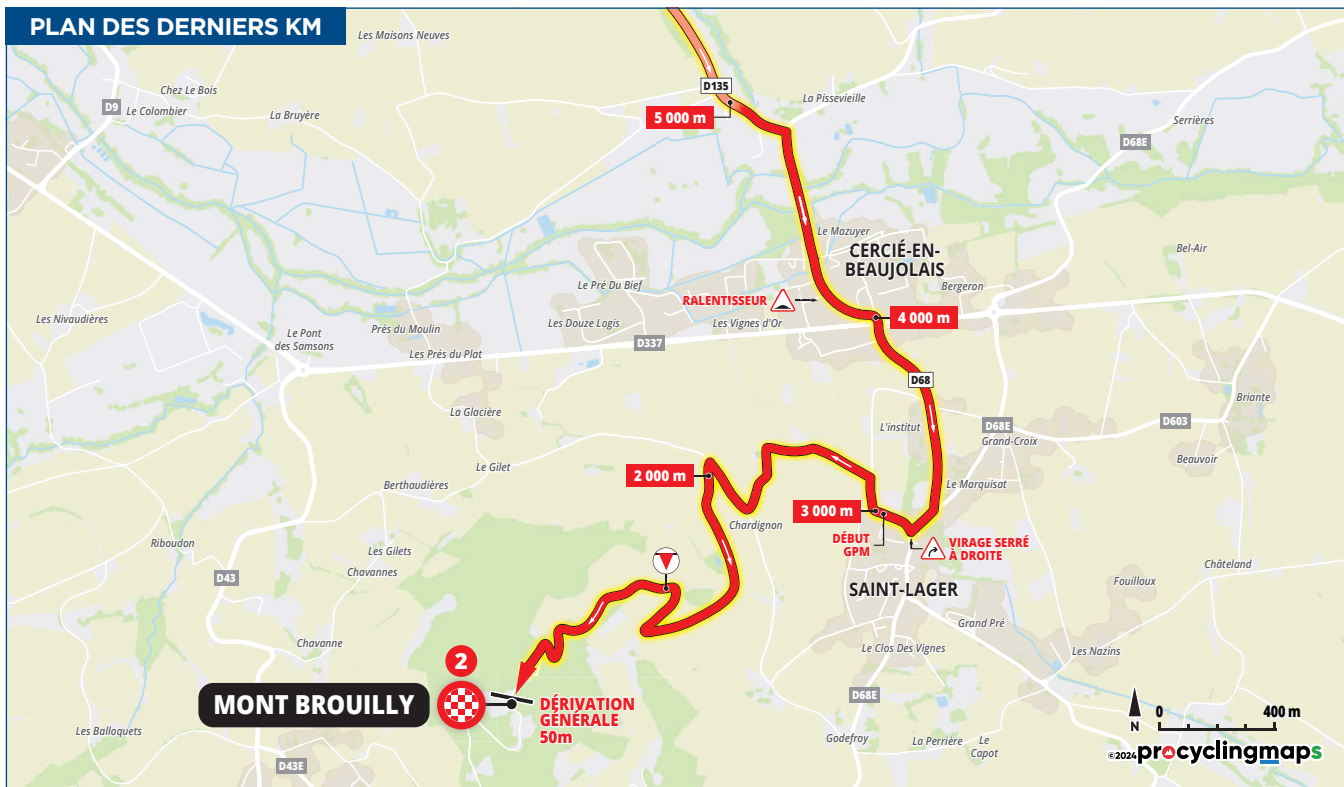 PLAN DES DERNIERS KM
Les Maisons Neuves
D135
Chez Le Bois
D9
Le Colombier
La Bruyère
5 000 m
La Pissevieille
Serrières
D68E
Le Mazuyer
CERCIÉ-EN-
BEAUJOLAIS
Bel-Air
Le Pré Du Bief
Bergeron
RALENTISSEUR
Les Nivaudières
Le Pont
des Samsons
Prés du Moulin
Les Douze Logis
Les Vignes d'Or
4 000 m
Les Prés du Plat
D337
D68
La Glacière
L'institut
D68E
Grand-Croix
D603
Briante
Beauvoir
Le Gilet
2 000 m
Berthaudières
Le Marquisat
3 000 m
Chardignon
DÉBUT
GPM
VIRAGE SERRÉ
À DROITE
Riboudon
Les Gilets
Chavannes
D43
Châteland
Fouilloux
SAINT-LAGER
Grand Pré
Chavanne
Le Clos Des Vignes
Les Nazins
2
MONT BROUILLY
DÉRIVATION
GÉNÉRALE
50m
D68E
Les Balloquets
D43E
Godefroy
La Perrière
Le
Capot
N
0
400 m
©2024 procyclingmaps